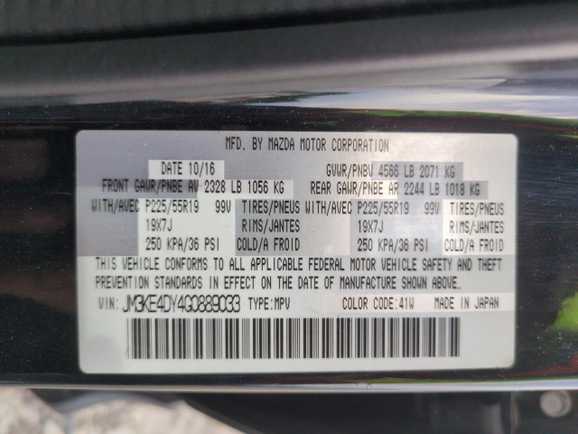 MFD. BY MAZDA MOTOR CORPORATION
DATE 10/16 GVWR/PNBV 4566 LB 2071 KG
FRONT GAWR/PNBE AV 2328 LB 1056 KG REAR GAWR/PNBE AR 2244 LB 1018 KG
WITH/AVEC P225/55R19 99V TIRES/PNEUS WITH/AVEC P225/55R19 99V TIRES/PNEUS
19X7J RIMS/JANTES 19X7J RIMS/JANTES
250 KPA/36 PSI COLD/A FROID 250 KPA/36 PSI COLD/A FROID
THIS VEHICLE CONFORMS TO ALL APPLICABLE FEDERAL MOTOR VEHICLE SAFETY AND THEFT
PREVENTION STANDARDS IN EFFECT ON THE DATE OF MANUFACTURE SHOWN ABOVE.
VIN: JM3KE4DY4G0889033 TYPE:MPV COLOR CODE:41W MADE IN JAPAN